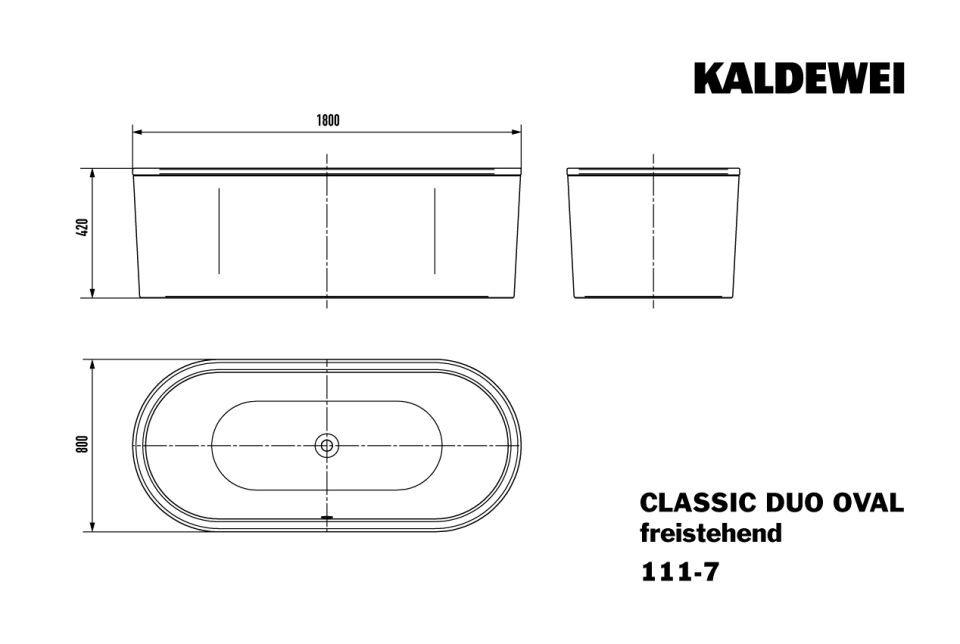 KALDEWEI
1800
420
800
CLASSIC DUO OVAL
freistehend
111-7